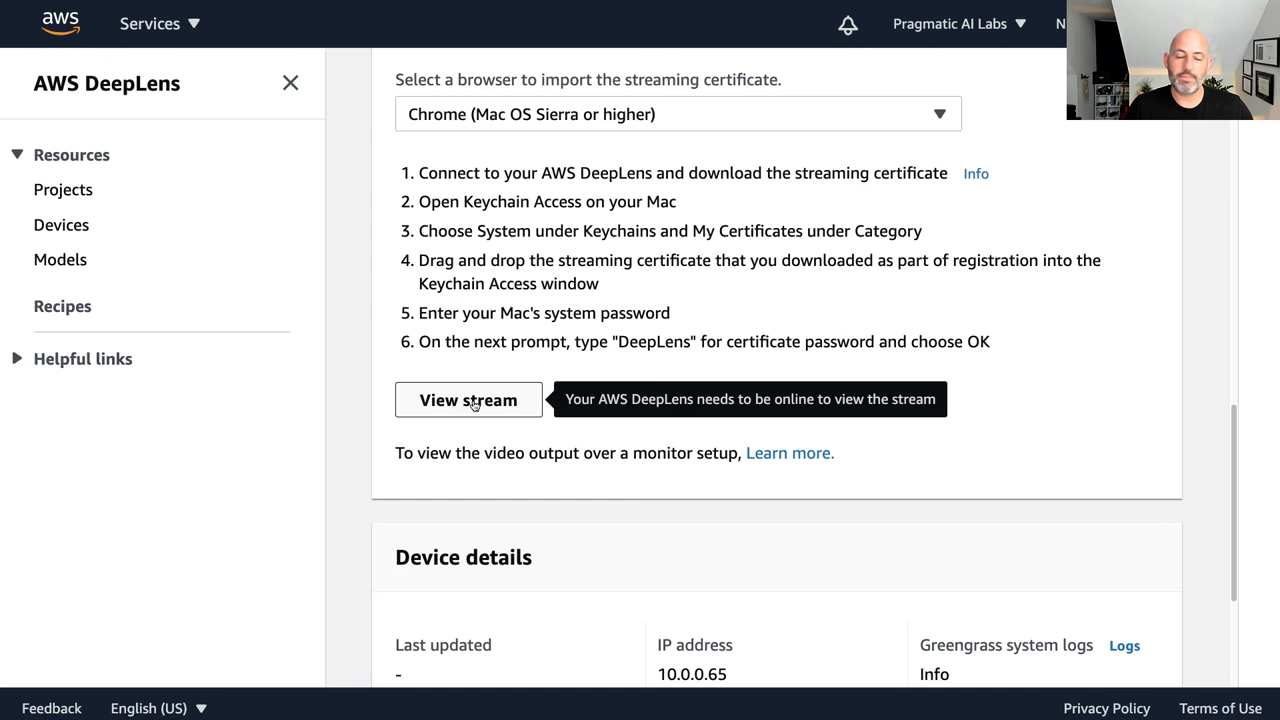 aws
Services
Pragmatic AI Labs
N
AWS DeepLens
Resources
Projects
Devices
Models
Recipes
Helpful links
Select a browser to import the streaming certificate.
Chrome (Mac OS Sierra or higher)
1. Connect to your AWS DeepLens and download the streaming certificate Info
2. Open Keychain Access on your Mac
3. Choose System under Keychains and My Certificates under Category
4. Drag and drop the streaming certificate that you downloaded as part of registration into the
Keychain Access window
5. Enter your Mac's system password
6. On the next prompt, type "DeepLens" for certificate password and choose OK
View stream
Your AWS DeepLens needs to be online to view the stream
To view the video output over a monitor setup, Learn more.
Device details
Last updated
-
IP address
10.0.0.65
Greengrass system logs Logs
Info
Feedback
English (US)
Privacy Policy
Terms of Use